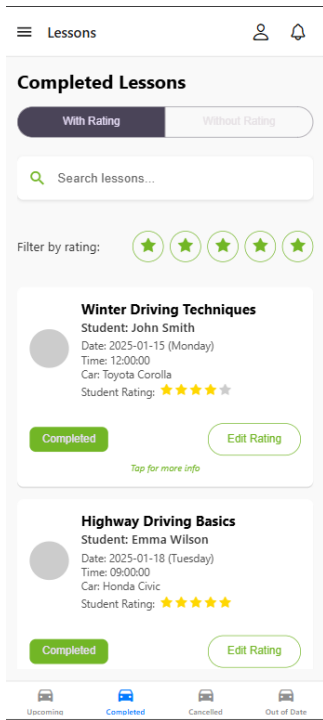 Lessons
Completed Lessons
With Rating
Without Rating
Search lessons...
Filter by rating:
Winter Driving Techniques
Student: John Smith
Date: 2025-01-15 (Monday)
Time: 12:00:00
Car: Toyota Corolla
Student Rating:
Completed
Edit Rating
Tap for more info
Highway Driving Basics
Student: Emma Wilson
Date: 2025-01-18 (Tuesday)
Time: 09:00:00
Car: Honda Civic
Student Rating:
Completed
Edit Rating
Upcoming
Completed
Cancelled
Out of Date